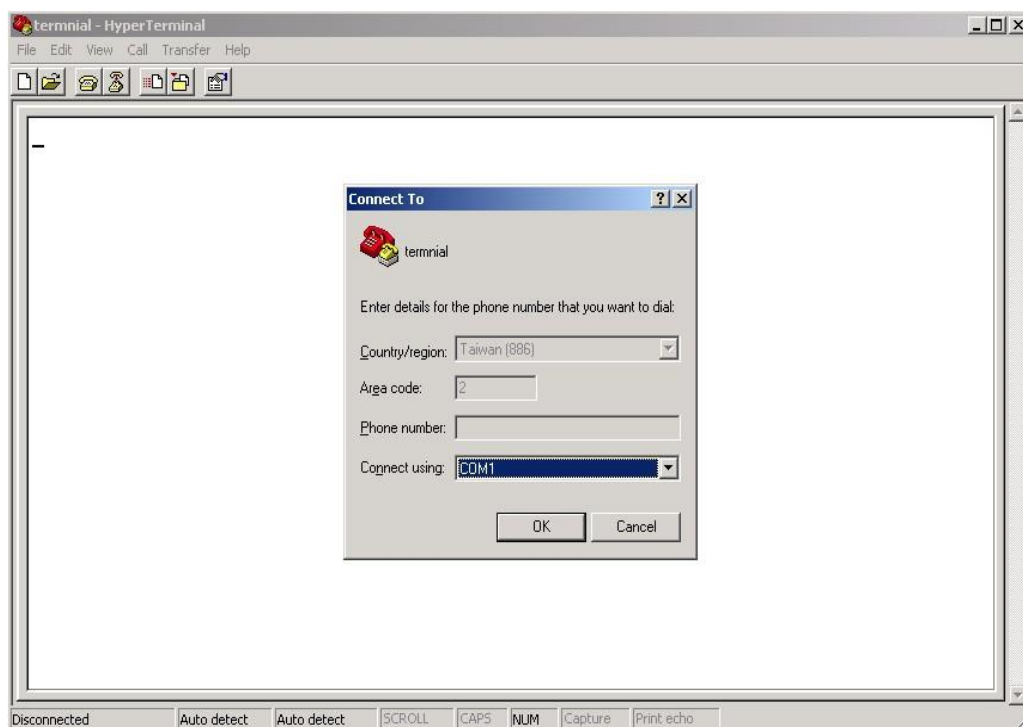 termnial - HyperTerminal
File Edit View Call Transfer Help
Connect To
termnial
Enter details for the phone number that you want to dial:
Country/region: Taiwan (886)
Area code: 2
Phone number:
Connect using: COM1
OK Cancel
Disconnected Auto detect Auto detect SCROLL CAPS NUM Capture Print echo